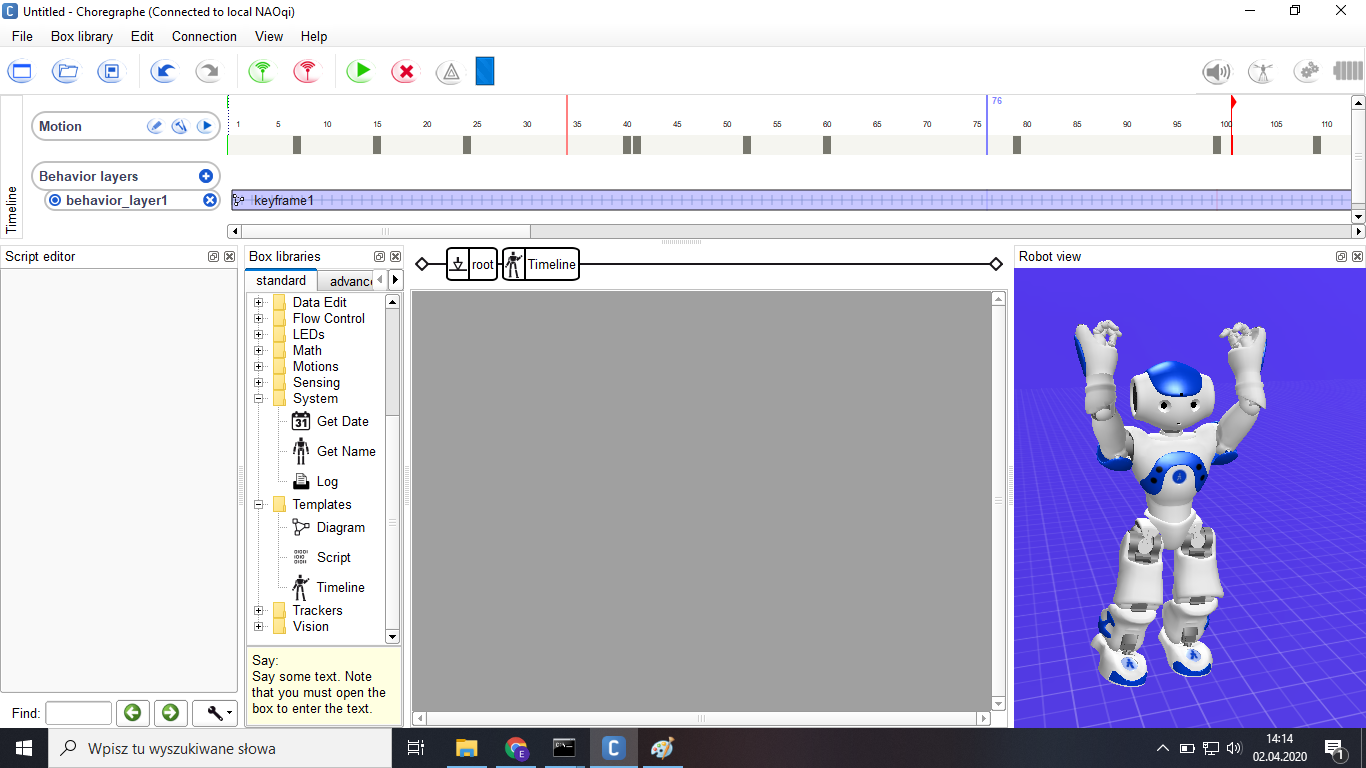 Untitled - Choregraphe (Connected to local NAOqi)
File Box library Edit Connection View Help
76
1 5 10 15 20 25 30 35 40 45 50 55 60 65 70 75 80 85 90 95 100 105 110
Motion
Behavior layers
behavior_layer1
keyframe1
Timeline
Script editor
Find:
Box libraries
standard advanc
Data Edit
Flow Control
LEDs
Math
Motions
Sensing
System
31 Get Date
Get Name
Log
Templates
Diagram
Script
Timeline
Trackers
Vision
Say:
Say some text. Note
that you must open the
box to enter the text.
root Timeline
Robot view
Wpisz tu wyszukiwane słowa
E
C
14:14
02.04.2020
1